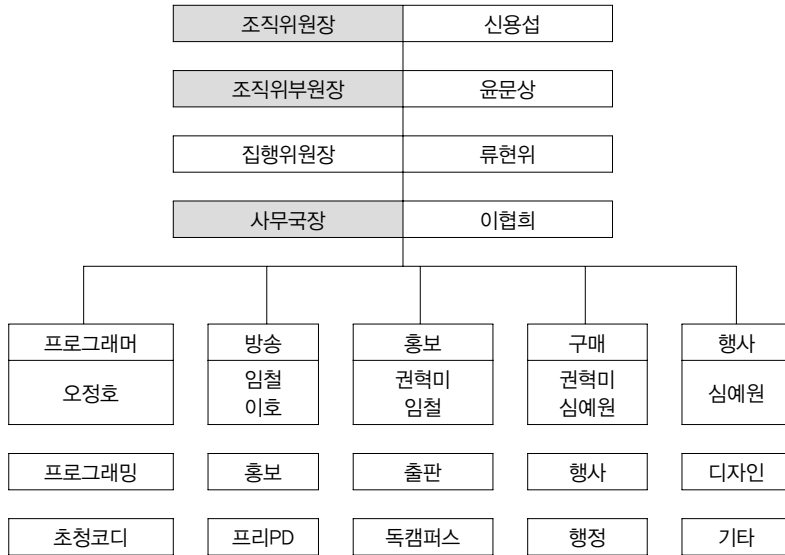 조직위원장 신용섭
조직위부원장 윤문상
집행위원장 류현위
사무국장 이협희
프로그래머 방송 홍보 구매 행사
오정호 임철 이호 권혁미 임철 권혁미 심예원 심예원
프로그래밍 홍보 출판 행사 디자인
초청코디 프리PD 독캠퍼스 행정 기타